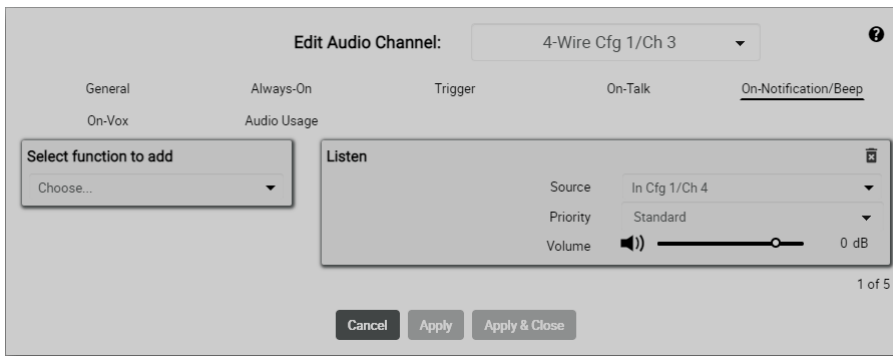 Edit Audio Channel: 4-Wire Cfg 1/Ch 3
General Always-On Trigger On-Talk On-Notification/Beep
On-Vox Audio Usage
Select function to add
Choose...
Listen
Source In Cfg 1/Ch 4
Priority Standard
Volume 0 dB
1 of 5
Cancel Apply Apply & Close